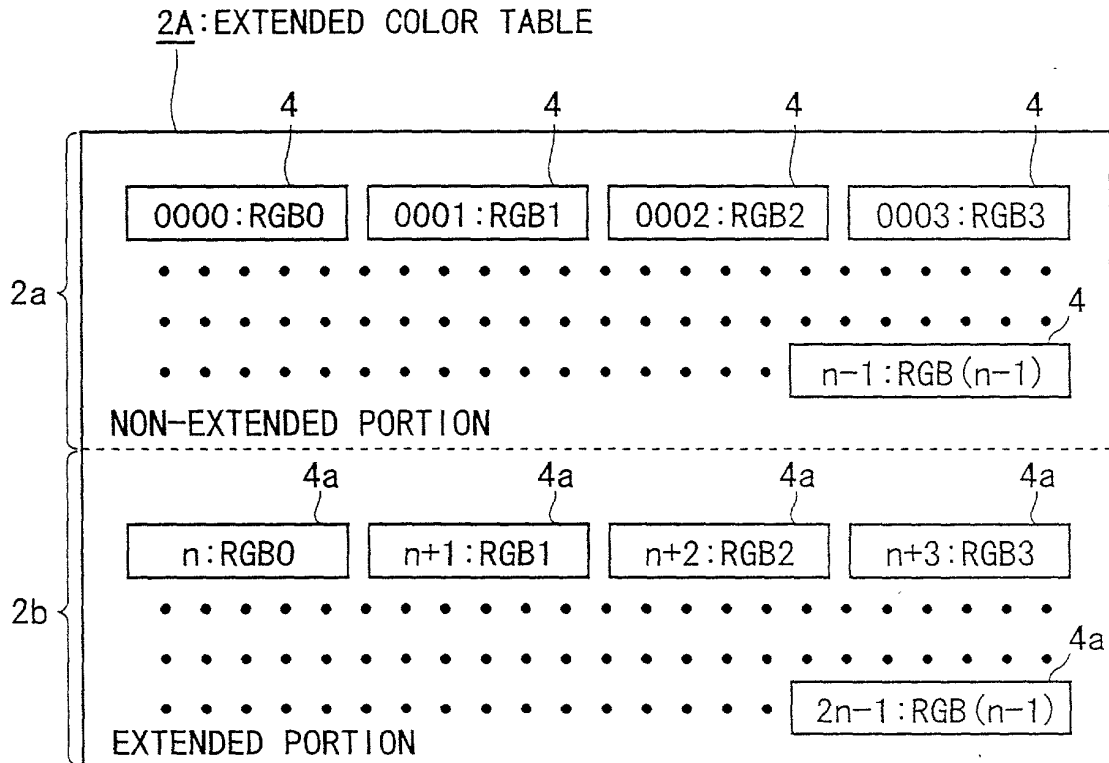 2A:EXTENDED COLOR TABLE
4 4 4 4
0000:RGB0 0001:RGB1 0002:RGB2 0003:RGB3
2a
4
n-1:RGB(n-1)
NON-EXTENDED PORTION
4a 4a 4a 4a
n:RGB0 n+1:RGB1 n+2:RGB2 n+3:RGB3
2b
4a
2n-1:RGB(n-1)
EXTENDED PORTION